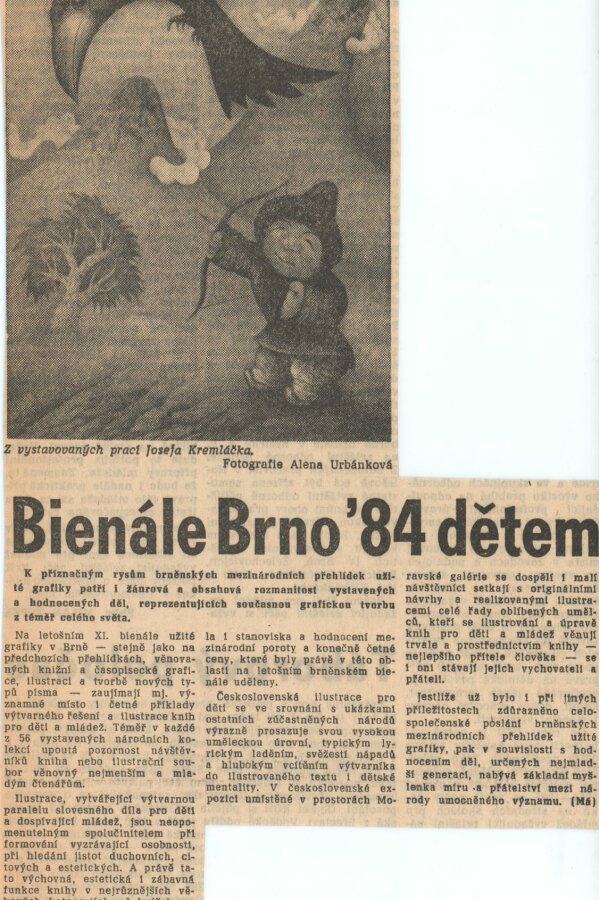 Z vystavovaných prací Josefa Kremláčka.
Fotografie Alena Urbánková
Bienále Brno '84 dětem
K příznačným rysům brněnských mezinárodních přehlídek uži-
té grafiky patří i žánrová a obsahová rozmanitost vystavených
a hodnocených děl, reprezentujících současnou grafickou tvorbu
z téměř celého světa.
Na letošním XI. bienále užité
grafiky v Brně — stejně jako na
předchozích přehlídkách, věnova-
ných knižní a časopisecké grafi-
ce, ilustraci a tvorbě nových ty-
pů písma — zaujímají mj. vý-
znamné místo i četné příklady
výtvarného řešení a ilustrace knih
pro děti a mládež. Téměř v každé
z 56 vystavených národních ko-
lekcí upoutá pozornost návštěv-
níků kniha nebo ilustrační sou-
bor věnovný nejmenším a mla-
dým čtenářům.
Ilustrace, vytvářející výtvarnou
paralelu slovesného díla pro děti
a dospívající mládež, jsou neopo-
menutelným spolučinitelem při
formování vyzrávající osobnosti,
při hledání jistot duchovních, ci-
tových a estetických. A právě ta-
to výchovná, estetická i zábavná
funkce knihy v nejrůznějších vě-
la i stanoviska a hodnocení me-
zinárodní poroty a konečně četné
ceny, které byly právě v této ob-
lasti na letošním brněnském bie-
nále uděleny.
Československá ilustrace pro
děti se ve srovnání s ukázkami
ostatních zúčastněných národů
výrazně prosazuje svou vysokou
uměleckou úrovní, typickým ly-
rickým laděním, svěžestí nápadů
a hlubokým vcítěním výtvarníka
do ilustrovaného textu i dětské
mentality. V československé ex-
pozici umístěné v prostorách Mo-
ravské galérie se dospělí i malí
návštěvníci setkají s originálními
návrhy a realizovanými ilustra-
cemi celé řady oblíbených uměl-
ců, kteří se ilustrování a úpravě
knih pro děti a mládež věnují
trvale a prostřednictvím knihy —
nejlepšího přítele člověka — se
i oni stávají jejich vychovateli a
přáteli.
Jestliže už bylo i při jiných
příležitostech zdůrazněno celo-
společenské poslání brněnských
mezinárodních přehlídek užité
grafiky, pak v souvislosti s hod-
nocením děl, určených nejmlad-
ší generaci, nabývá základní myš-
lenka míru a přátelství mezi ná-
rody umocněného významu. (Má)